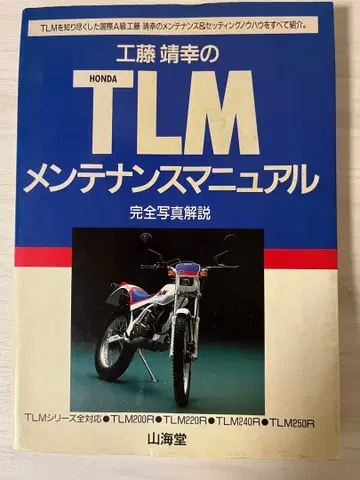 TLMを知り尽くした国際A級工藤 靖幸のメンテナンス&セッティングノウハウをすべて紹介。
工藤 靖幸の
HONDA
TLM
メンテナンスマニュアル
完全写真解説
TLMシリーズ全対応●TLM200R●TLM220R●TLM240R●TLM250R
山海堂